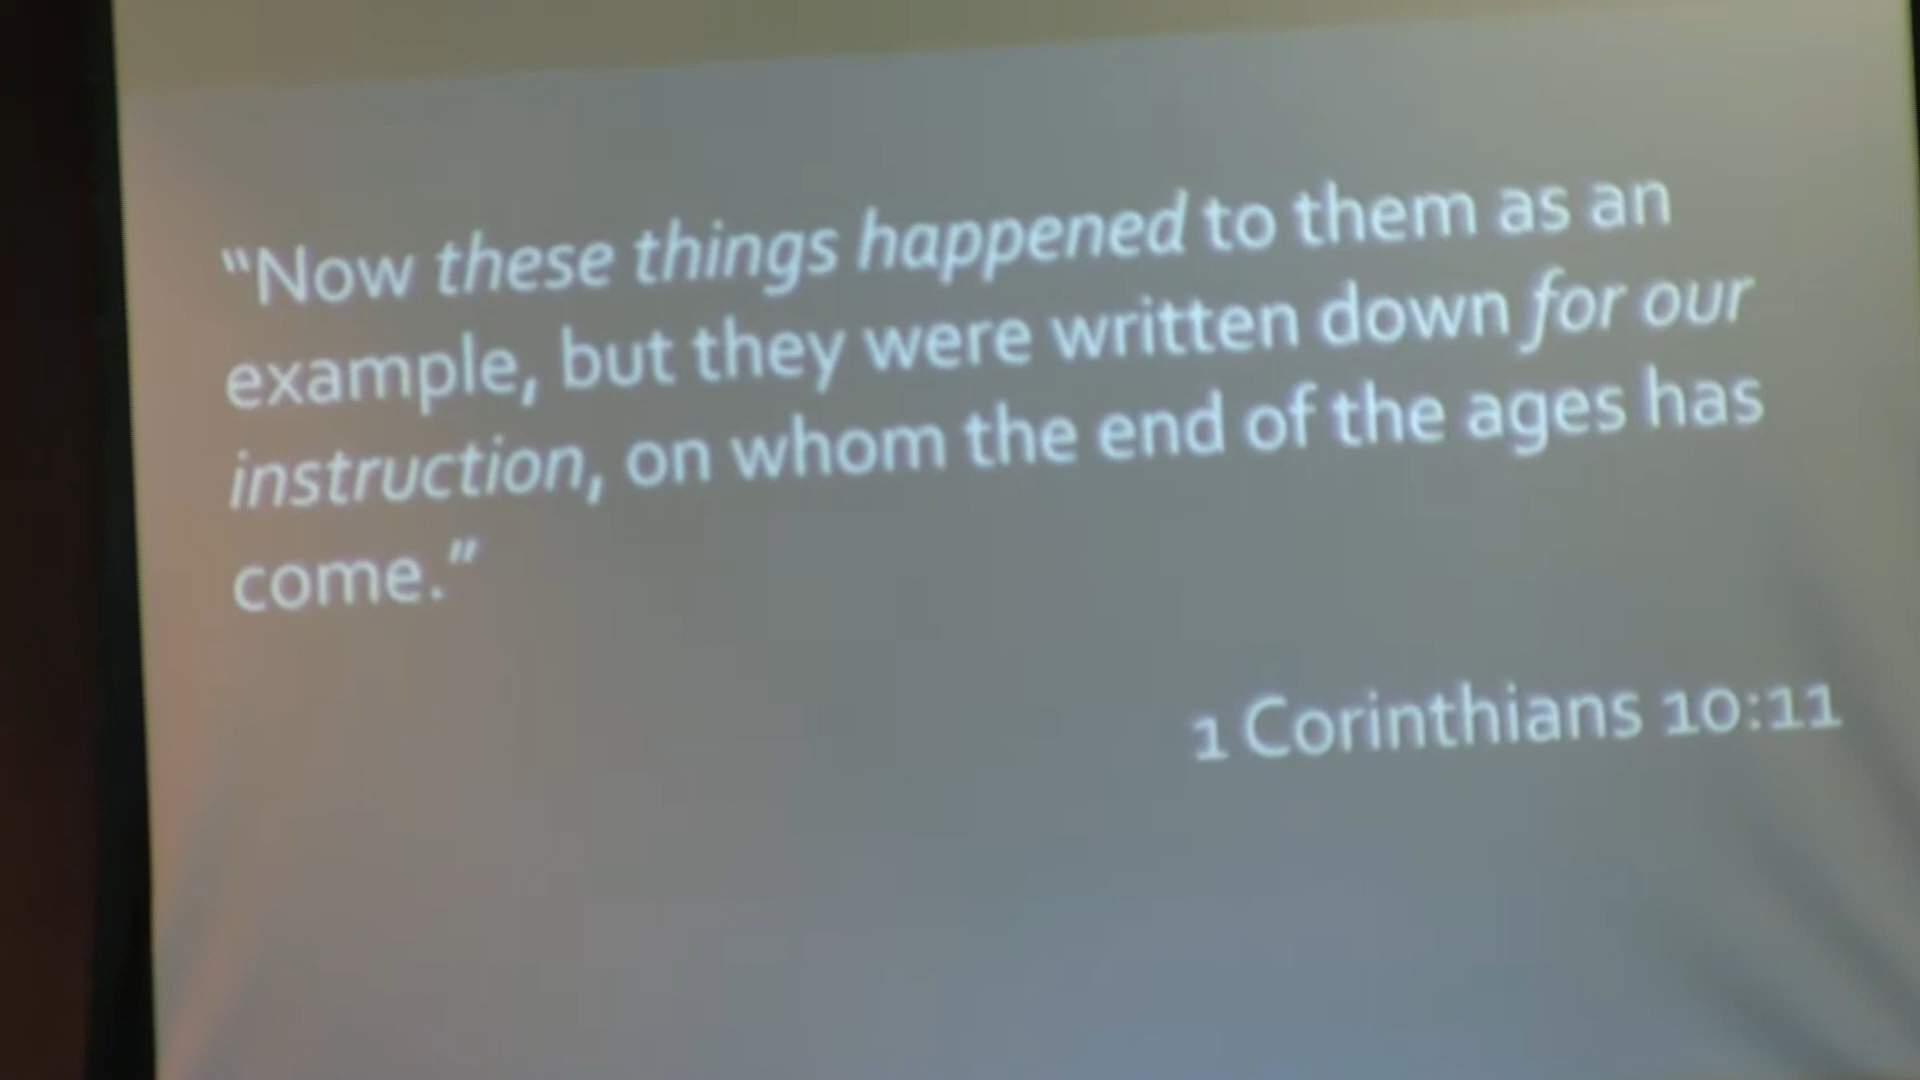 “Now these things happened to them as an
example, but they were written down for our
instruction, on whom the end of the ages has
come.”
1 Corinthians 10:11